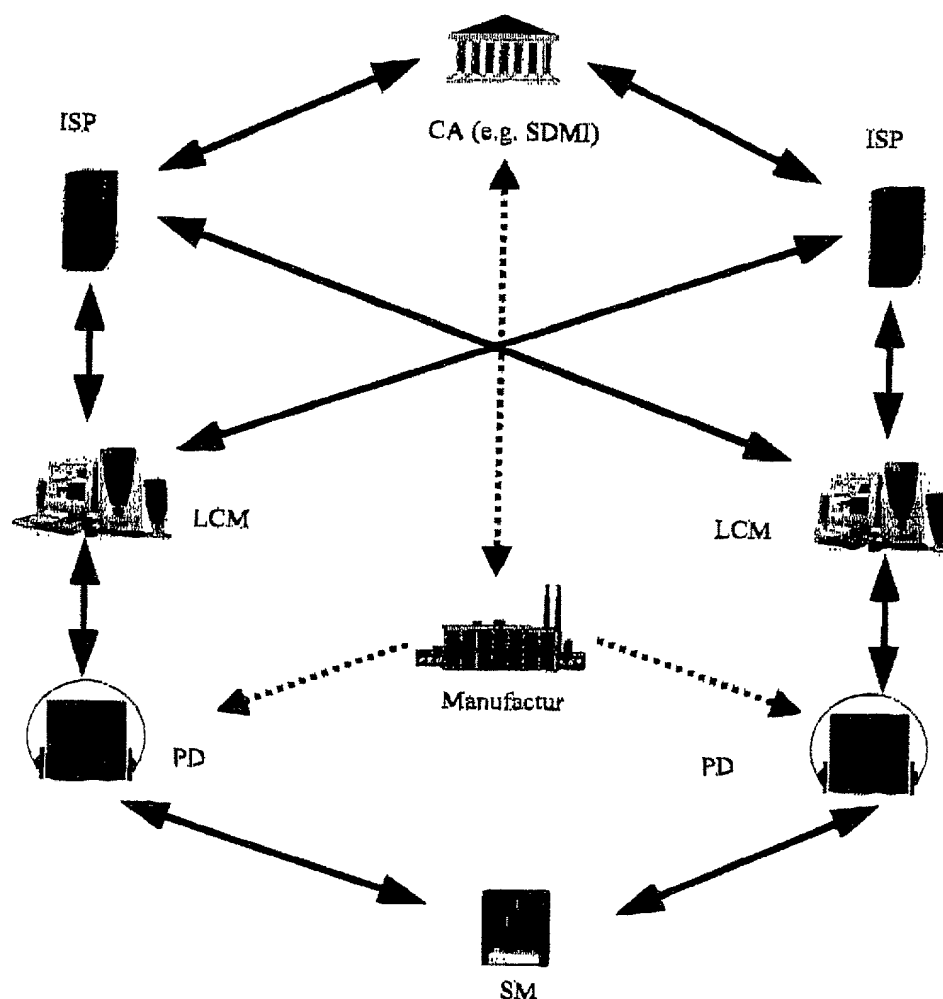 ISP
CA (e.g. SDMI)
ISP
LCM
LCM
Manufactur
PD
PD
SM